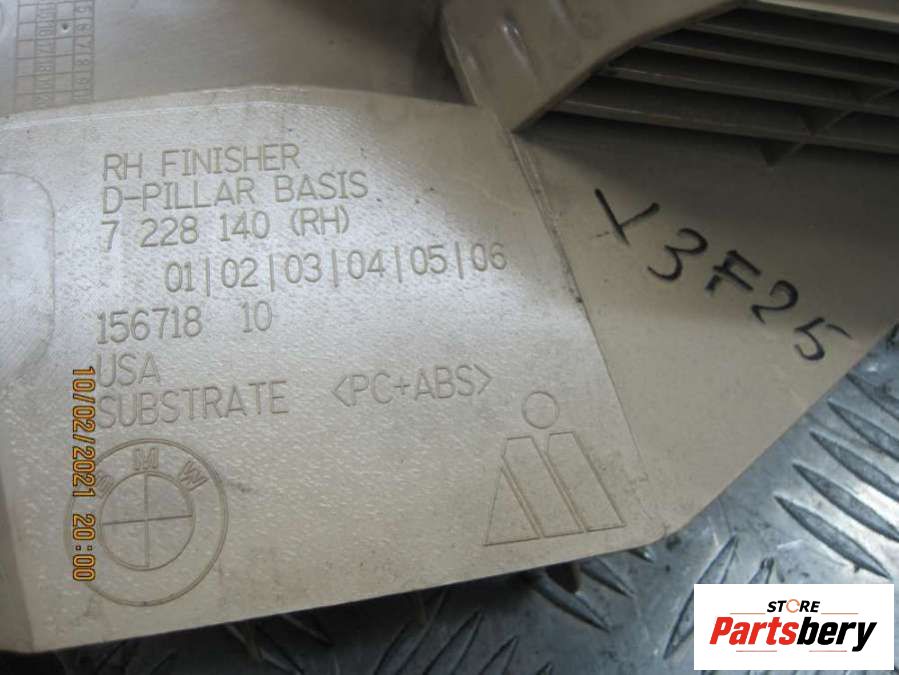 RH FINISHER
D-PILLAR BASIS
7 228 140 (RH)
01|02|03|04|05|06
156718 10
USA
SUBSTRATE <PC+ABS>
BMW
X3F25
10/02/2021 20:00
STORE
Partsbery